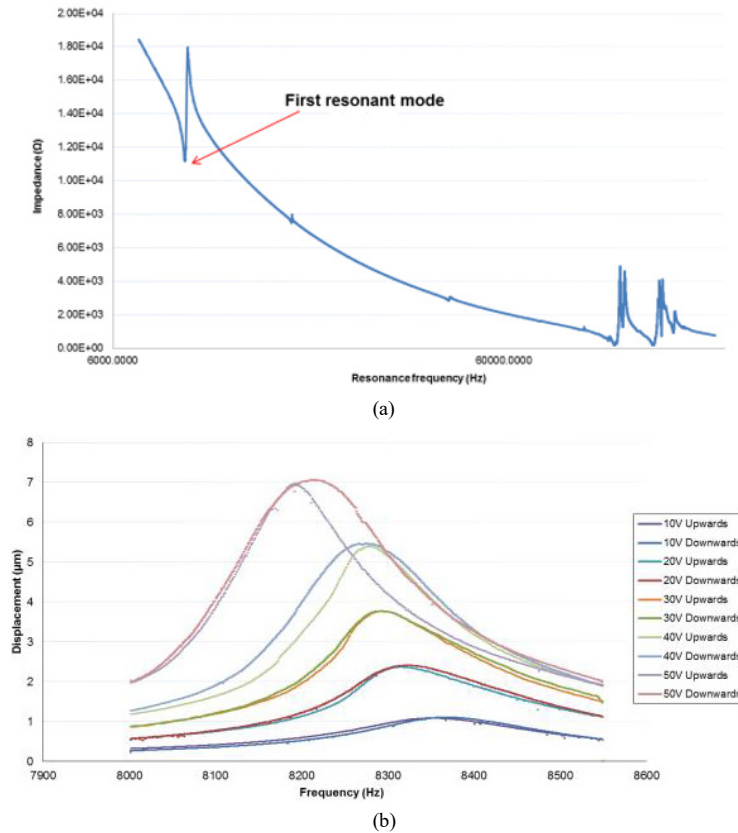 2.00E+04
1.80E+04
1.60E+04
1.40E+04
1.20E+04
1.00E+04
8.00E+03
6.00E+03
4.00E+03
2.00E+03
0.00E+00
Impedance (Ω)
First resonant mode
6000.0000 60000.0000
Resonance frequency (Hz)
(a)
8
7
6
5
4
3
2
1
0
Displacement (µm)
7900 8000 8100 8200 8300 8400 8500 8600
Frequency (Hz)
10V Upwards
10V Downwards
20V Upwards
20V Downwards
30V Upwards
30V Downwards
40V Upwards
40V Downwards
50V Upwards
50V Downwards
(b)